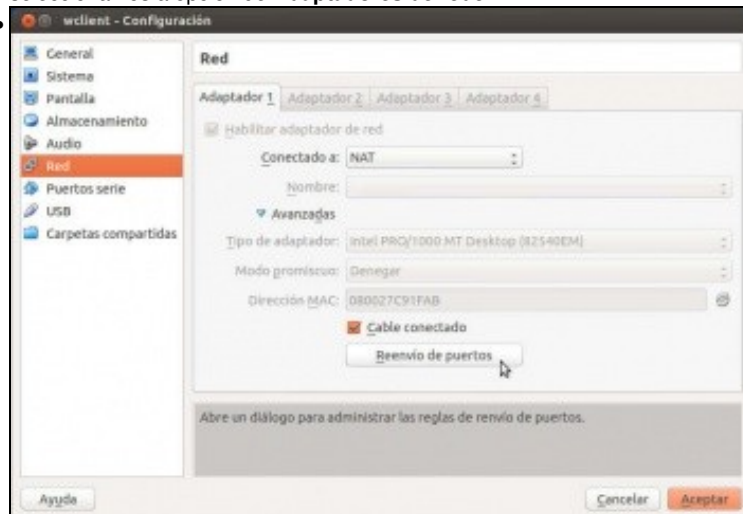 wclient - Configuración
General
Sistema
Pantalla
Almacenamiento
Audio
Red
Puertos serie
USB
Carpetas compartidas
Red
Adaptador 1 Adaptador 2 Adaptador 3 Adaptador 4
Habilitar adaptador de red
Conectado a: NAT
Nombre:
Avanzadas
Tipo de adaptador: Intel PRO/1000 MT Desktop (82540EM)
Modo promiscuo: Denegar
Dirección MAC: 080027C91FAB
Cable conectado
Reenvío de puertos
Abre un diálogo para administrar las reglas de renvío de puertos.
Ayuda
Cancelar Aceptar